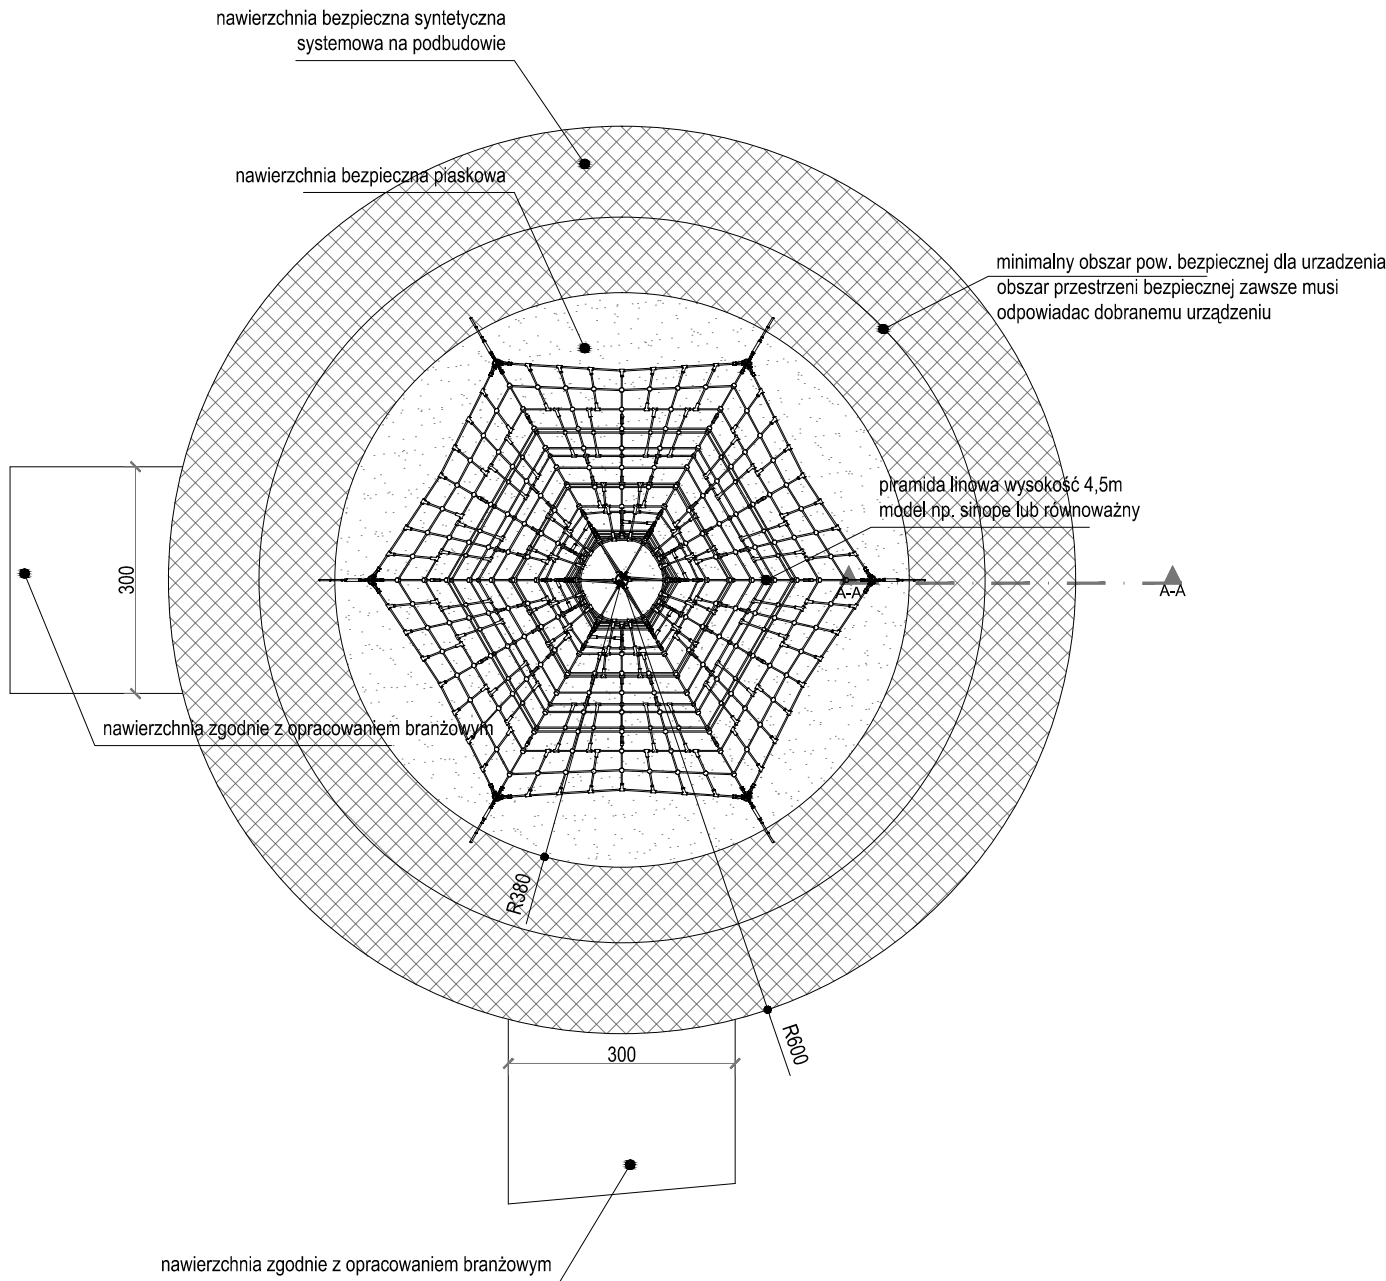 nawierzchnia bezpieczna syntetyczna
systemowa na podbudowie
nawierzchnia bezpieczna piaskowa
minimalny obszar pow. bezpiecznej dla urzadzenia
obszar przestrzeni bezpiecznej zawsze musi
odpowiadac dobranemu urządzeniu
piramida linowa wysokość 4,5m
model np. sinope lub równoważny
A-A
A-A
300
nawierzchnia zgodnie z opracowaniem branżowym
R380
R600
300
nawierzchnia zgodnie z opracowaniem branżowym